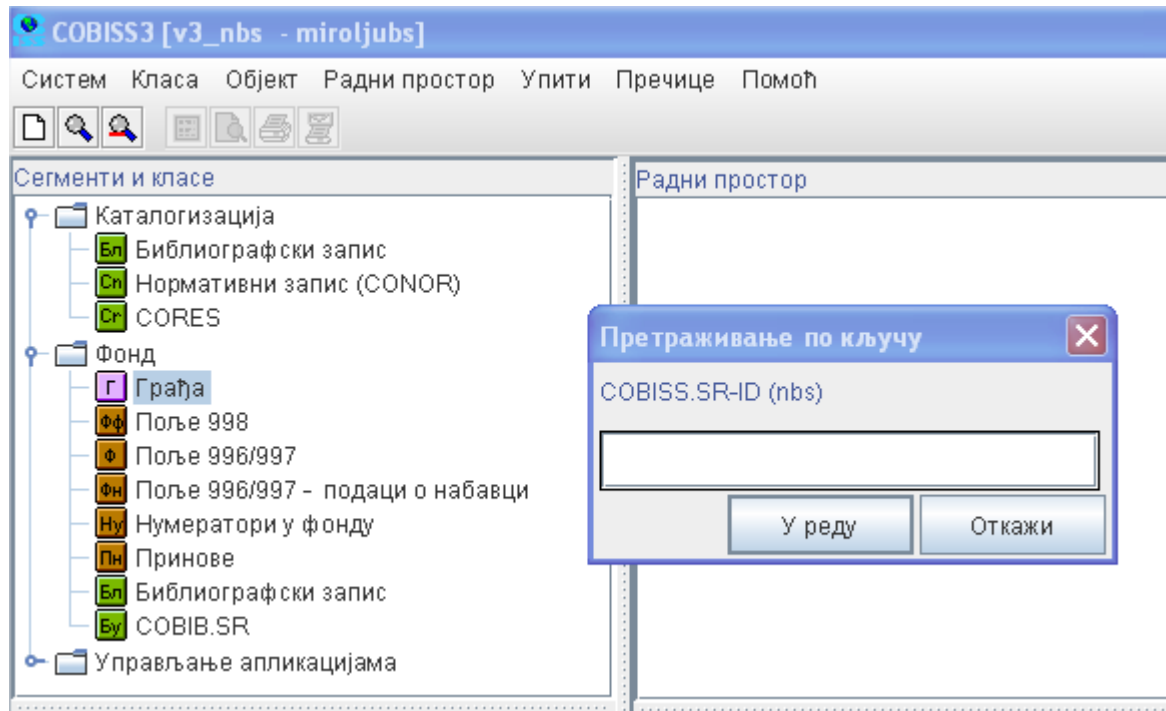 COBISS3 [v3_nbs - miroljubs]
Систем Класа Објект Радни простор Упити Пречице Помоћ
Сегменти и класе
Каталогизација
Бл Библиографски запис
Cn Нормативни запис (CONOR)
Cr CORES
Фонд
Г Грађа
Фф Поље 998
Ф Поље 996/997
Фн Поље 996/997 - подаци о набавци
Ну Нумератори у фонду
Пн Принове
Бл Библиографски запис
Бу COBIB.SR
Управљање апликацијама
Радни простор
Претраживање по кључу
COBISS.SR-ID (nbs)
У реду Откажи